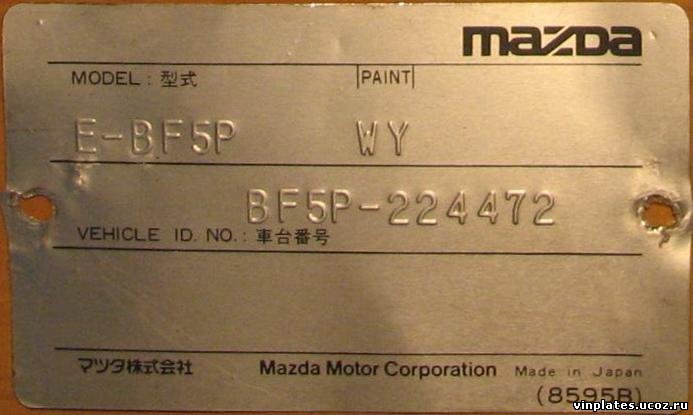 mazda
MODEL : 型式 PAINT
E-BF5P WY
BF5P-224472
VEHICLE ID. NO. : 車台番号
マツダ株式会社 Mazda Motor Corporation Made in Japan
(8595B)
vinplates.ucoz.ru